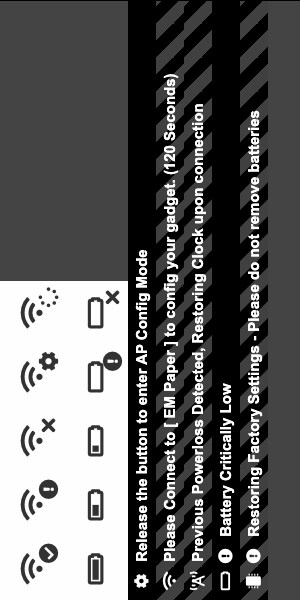 Release the button to enter AP Config Mode
Please Connect to [ EM Paper ] to config your gadget. (120 Seconds)
Previous Powerloss Detected, Restoring Clock upon connection
Battery Critically Low
Restoring Factory Settings - Please do not remove batteries